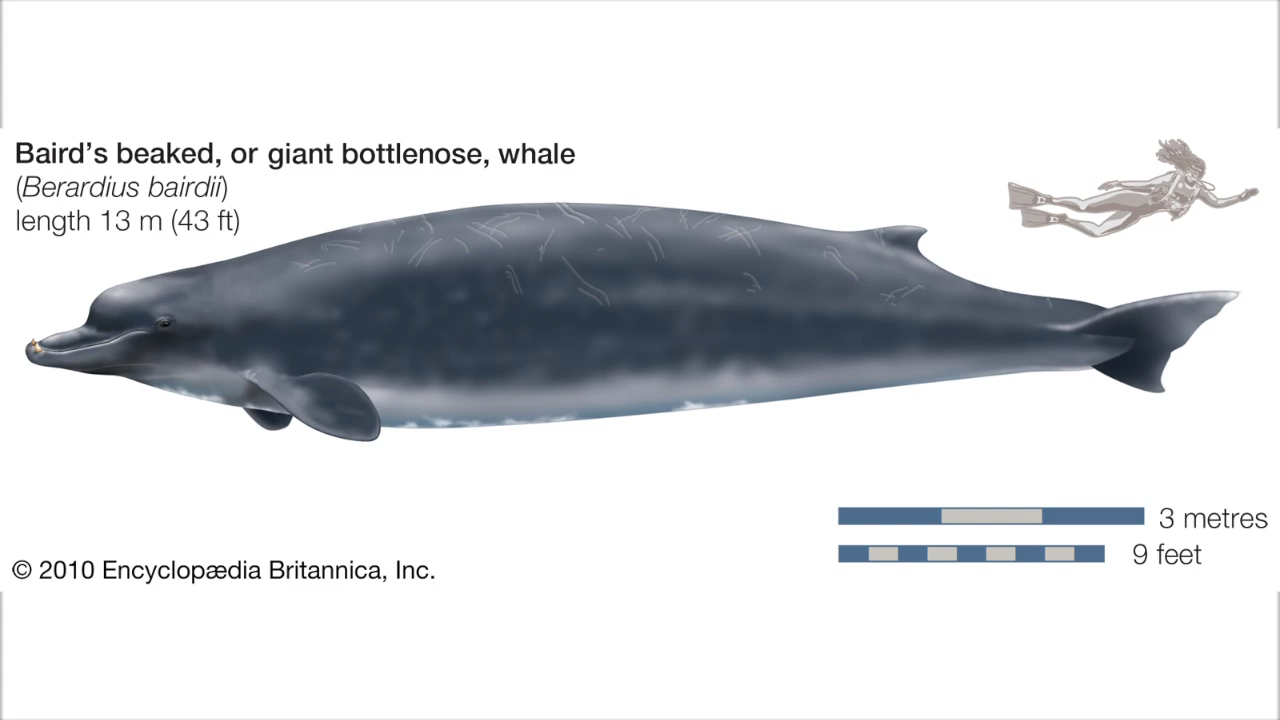 Baird's beaked, or giant bottlenose, whale
(Berardius bairdii)
length 13 m (43 ft)
3 metres
9 feet
© 2010 Encyclopædia Britannica, Inc.